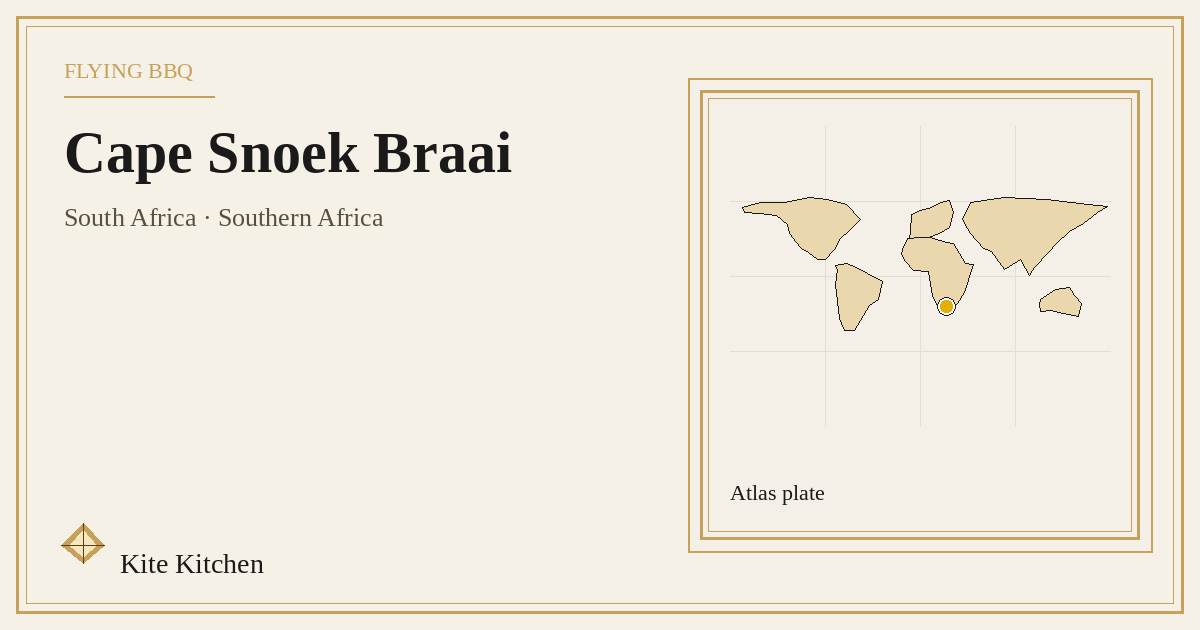 FLYING BBQ
Cape Snoek Braai
South Africa · Southern Africa
Atlas plate
Kite Kitchen